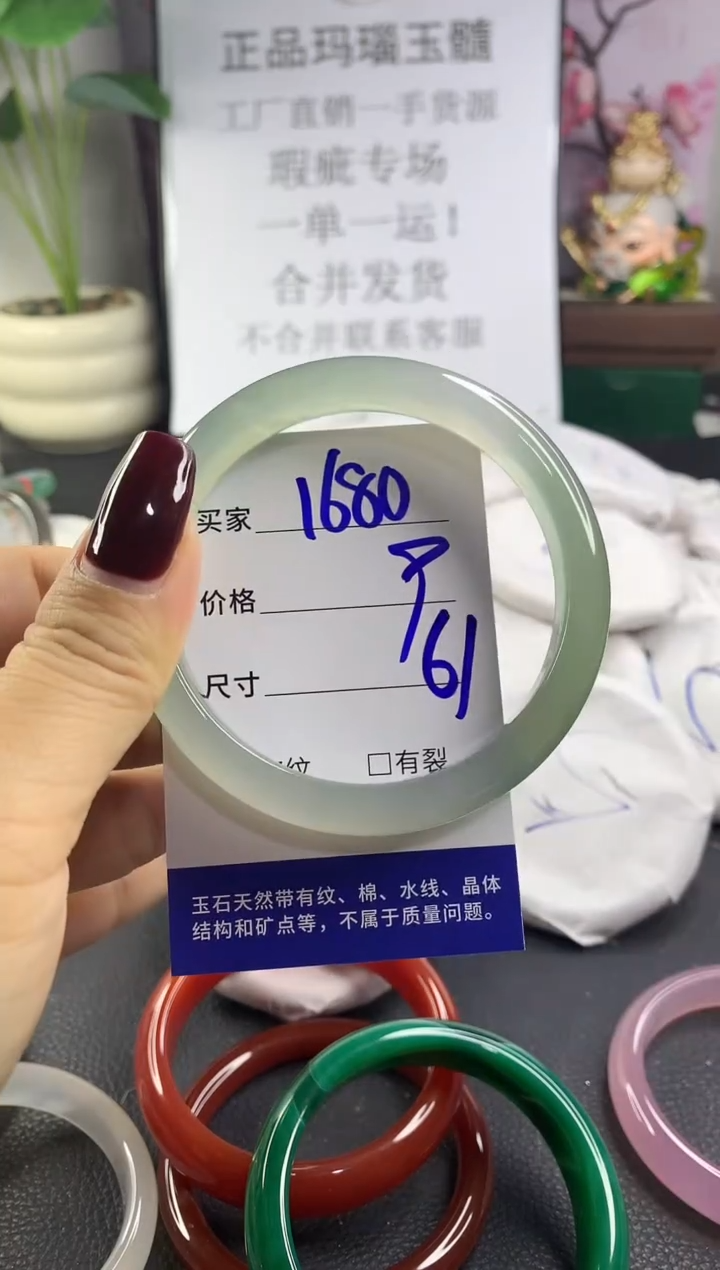 正品玛瑙玉髓
工厂直销一手货源
瑕疵专场
一单一运!
合并发货
不合并联系客服
买家 1680
价格
尺寸 61
纹 □有裂
玉石天然带有纹、棉、水线、晶体
结构和矿点等，不属于质量问题。